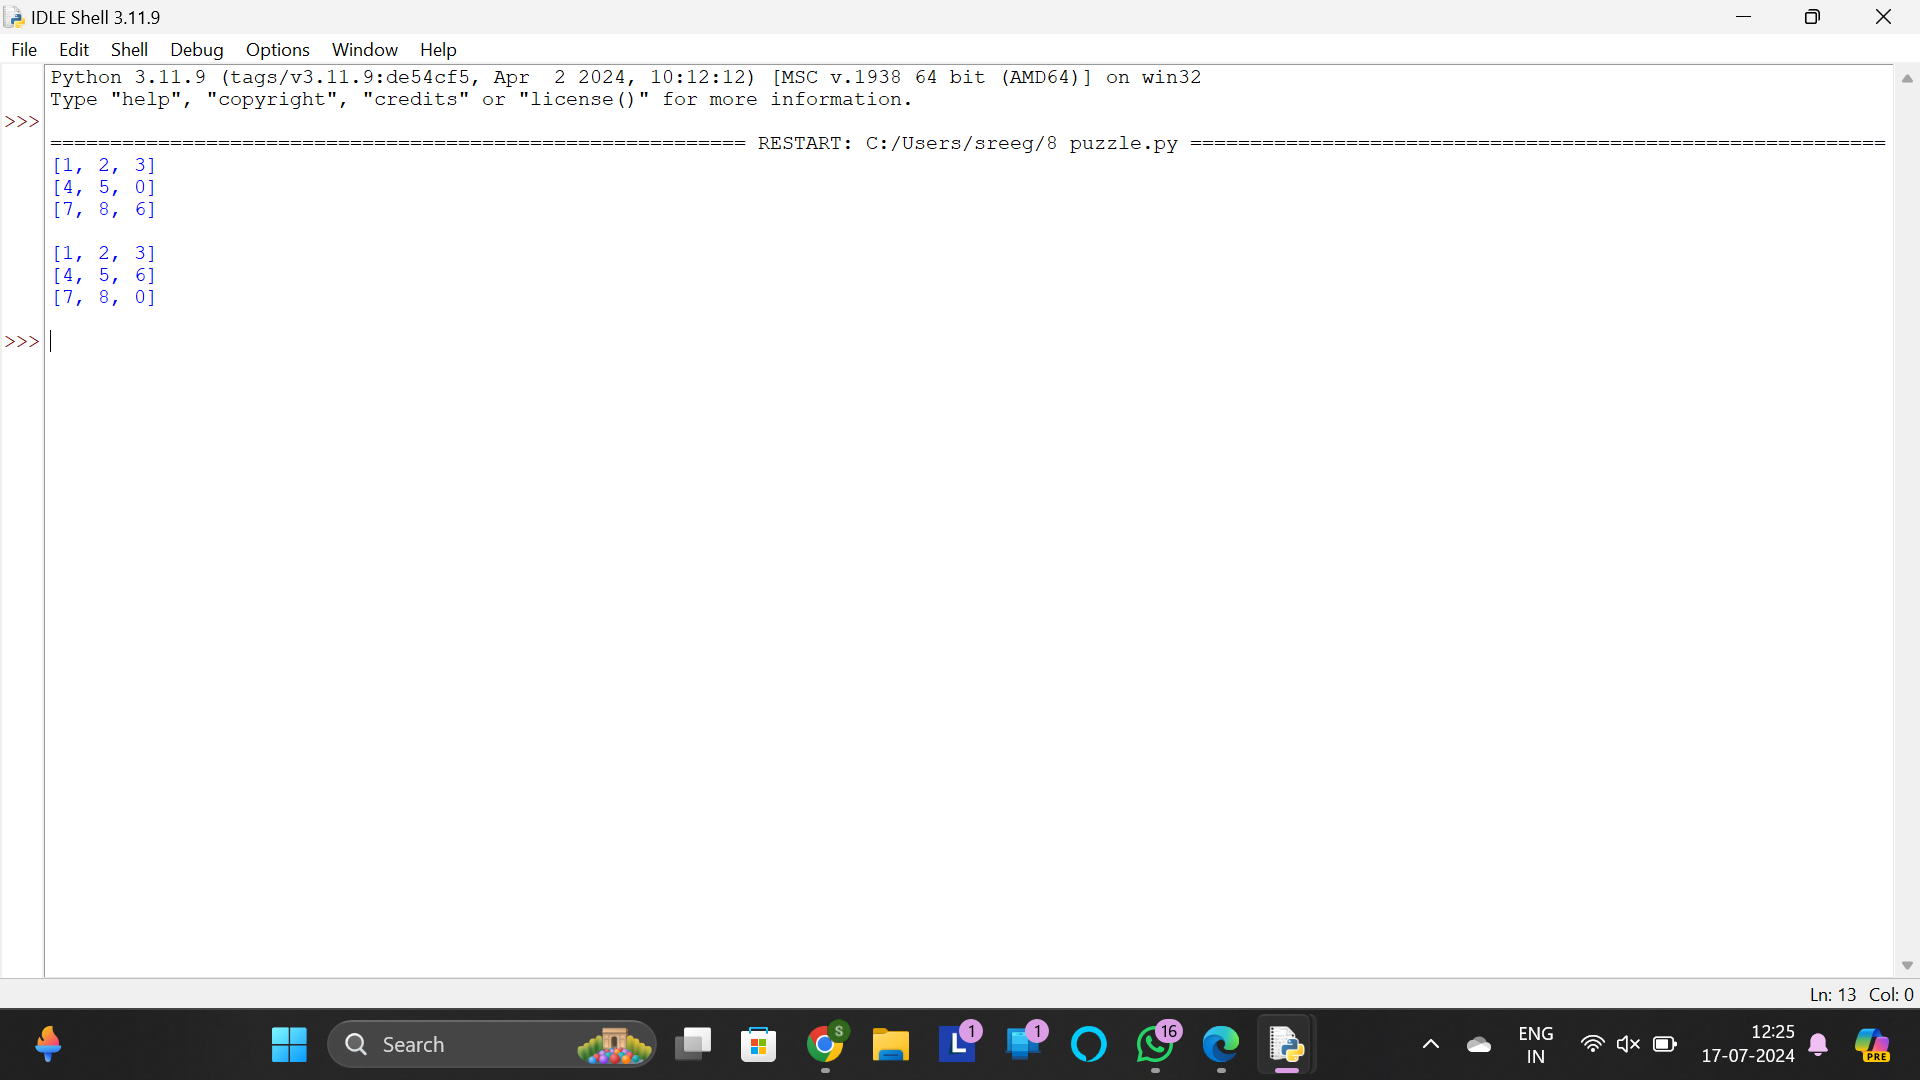 IDLE Shell 3.11.9
File Edit Shell Debug Options Window Help
Python 3.11.9 (tags/v3.11.9:de54cf5, Apr  2 2024, 10:12:12) [MSC v.1938 64 bit (AMD64)] on win32
Type "help", "copyright", "credits" or "license()" for more information.
>>>
========================================================== RESTART: C:/Users/sreeg/8 puzzle.py ==========================================================
[1, 2, 3]
[4, 5, 0]
[7, 8, 6]
[1, 2, 3]
[4, 5, 6]
[7, 8, 0]
>>>
Ln: 13 Col: 0
Search
S
L
1
1
16
ENG
IN
12:25
17-07-2024
PRE